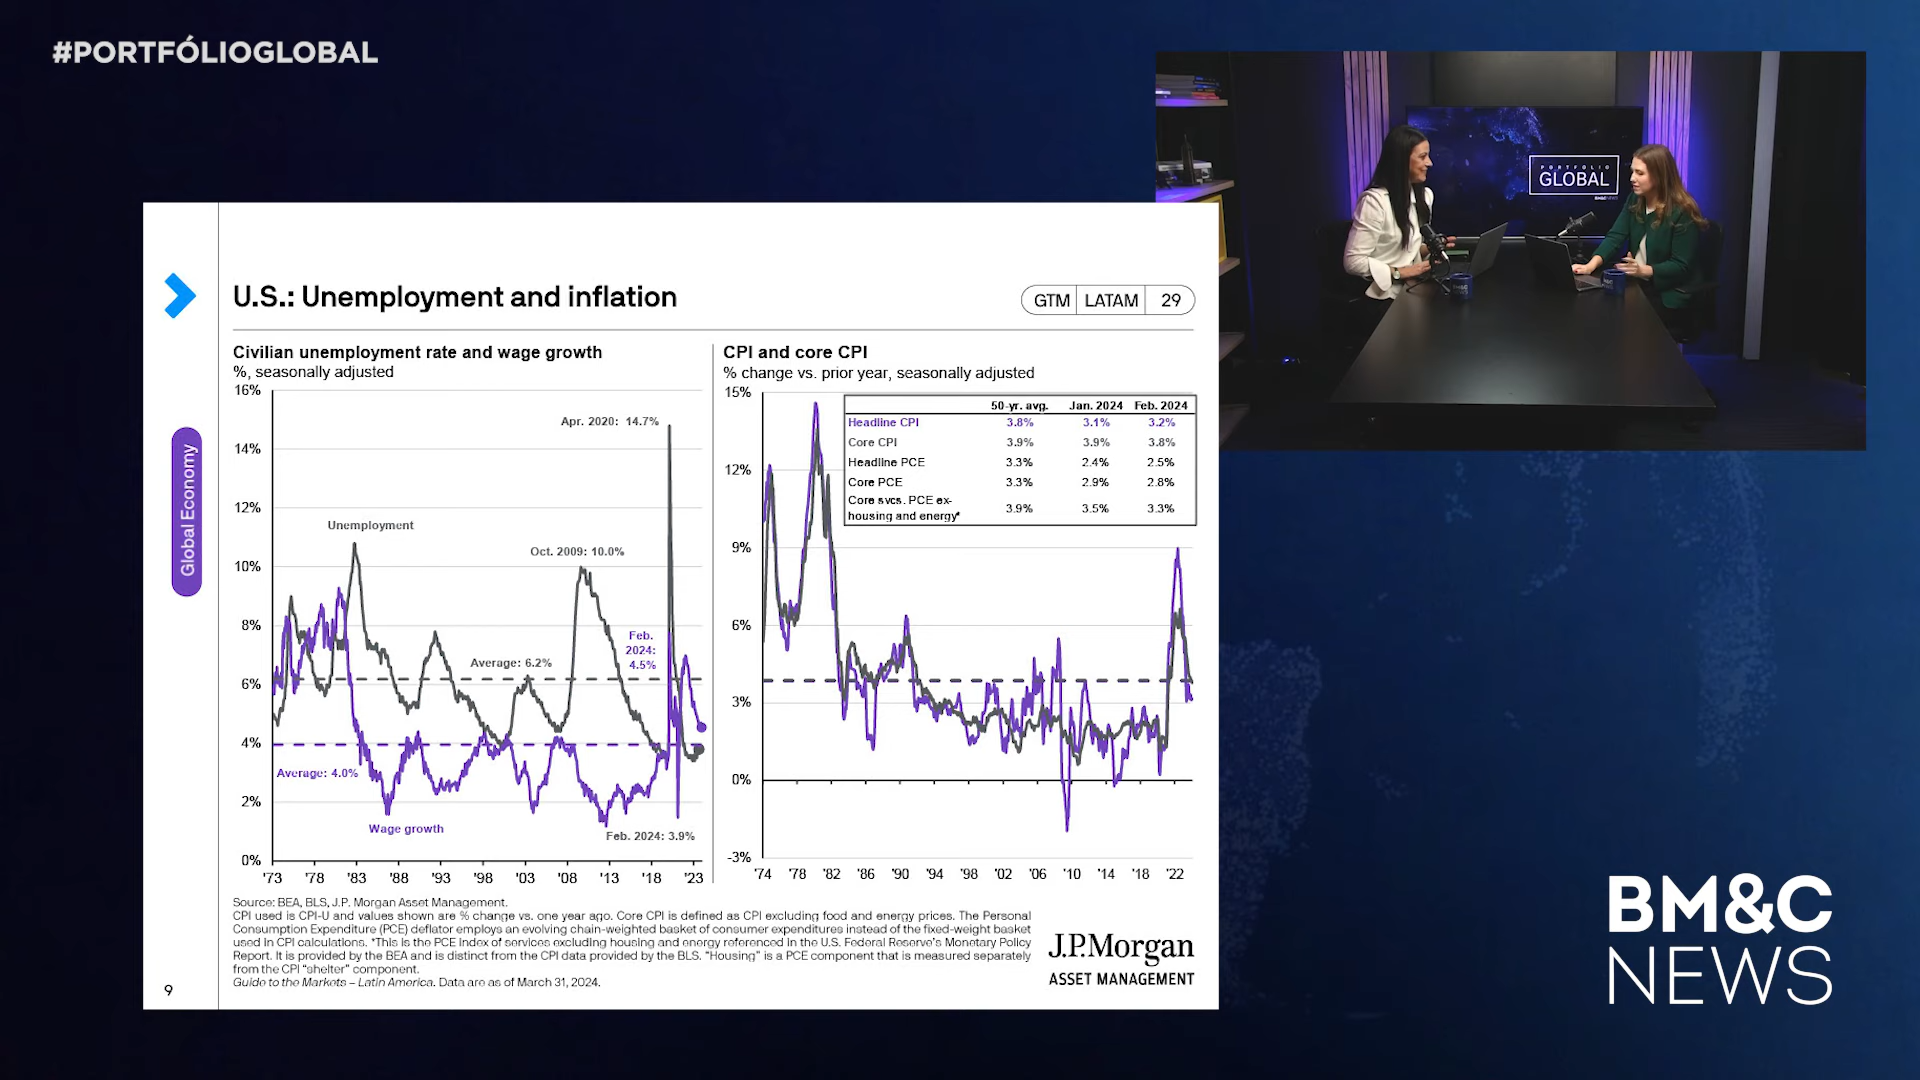 #PORTFÓLIOGLOBAL
PORTFOLIO
GLOBAL
BM&C NEWS
U.S.: Unemployment and inflation
GTM LATAM 29
Global Economy
Civilian unemployment rate and wage growth
%, seasonally adjusted
16%
14%
12%
10%
8%
6%
4%
2%
0%
Apr. 2020: 14.7%
Unemployment
Oct. 2009: 10.0%
Feb.
2024:
4.5%
Average: 6.2%
Average: 4.0%
Wage growth
Feb. 2024: 3.9%
'73 '78 '83 '88 '93 '98 '03 '08 '13 '18 '23
CPI and core CPI
% change vs. prior year, seasonally adjusted
15%
12%
9%
6%
3%
0%
-3%
50-yr. avg. Jan. 2024 Feb. 2024
Headline CPI 3.8% 3.1% 3.2%
Core CPI 3.9% 3.9% 3.8%
Headline PCE 3.3% 2.4% 2.5%
Core PCE 3.3% 2.9% 2.8%
Core svcs. PCE ex-
housing and energy* 3.9% 3.5% 3.3%
'74 '78 '82 '86 '90 '94 '98 '02 '06 '10 '14 '18 '22
Source: BEA, BLS, J.P. Morgan Asset Management.
CPI used is CPI-U and values shown are % change vs. one year ago. Core CPI is defined as CPI excluding food and energy prices. The Personal
Consumption Expenditure (PCE) deflator employs an evolving chain-weighted basket of consumer expenditures instead of the fixed-weight basket
used in CPI calculations. *This is the PCE Index of services excluding housing and energy referenced in the U.S. Federal Reserve's Monetary Policy
Report. It is provided by the BEA and is distinct from the CPI data provided by the BLS. "Housing" is a PCE component that is measured separately
from the CPI "shelter" component.
Guide to the Markets – Latin America. Data are as of March 31, 2024.
J.P.Morgan
ASSET MANAGEMENT
9
BM&C
NEWS